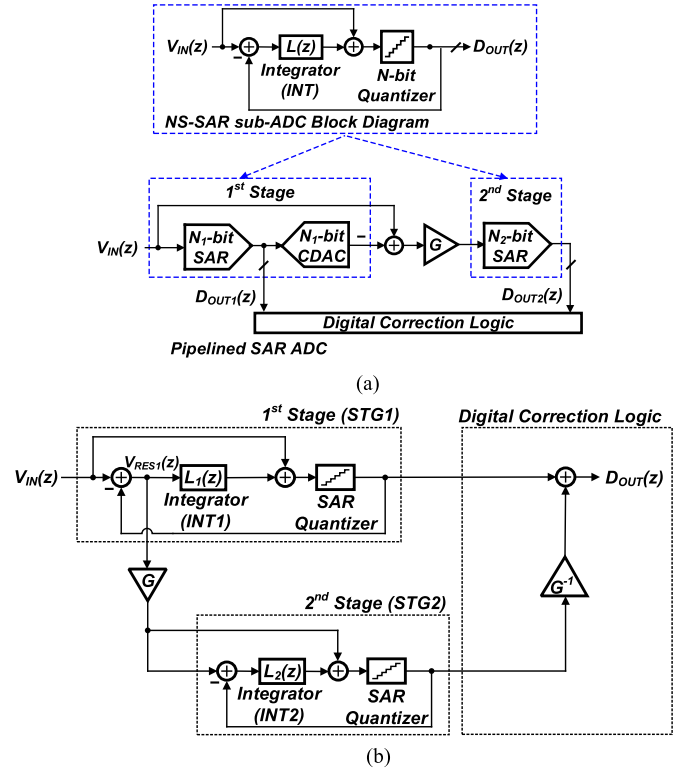 V_IN(z)
L(z)
D_OUT(z)
Integrator
(INT)
N-bit
Quantizer
NS-SAR sub-ADC Block Diagram
1st Stage
2nd Stage
V_IN(z)
N1-bit
SAR
N1-bit
CDAC
G
N2-bit
SAR
D_OUT1(z)
D_OUT2(z)
Digital Correction Logic
Pipelined SAR ADC
(a)
1st Stage (STG1)
Digital Correction Logic
V_IN(z)
V_RES1(z)
L1(z)
Integrator
(INT1)
SAR
Quantizer
D_OUT(z)
G
G-1
2nd Stage (STG2)
L2(z)
Integrator
(INT2)
SAR
Quantizer
(b)